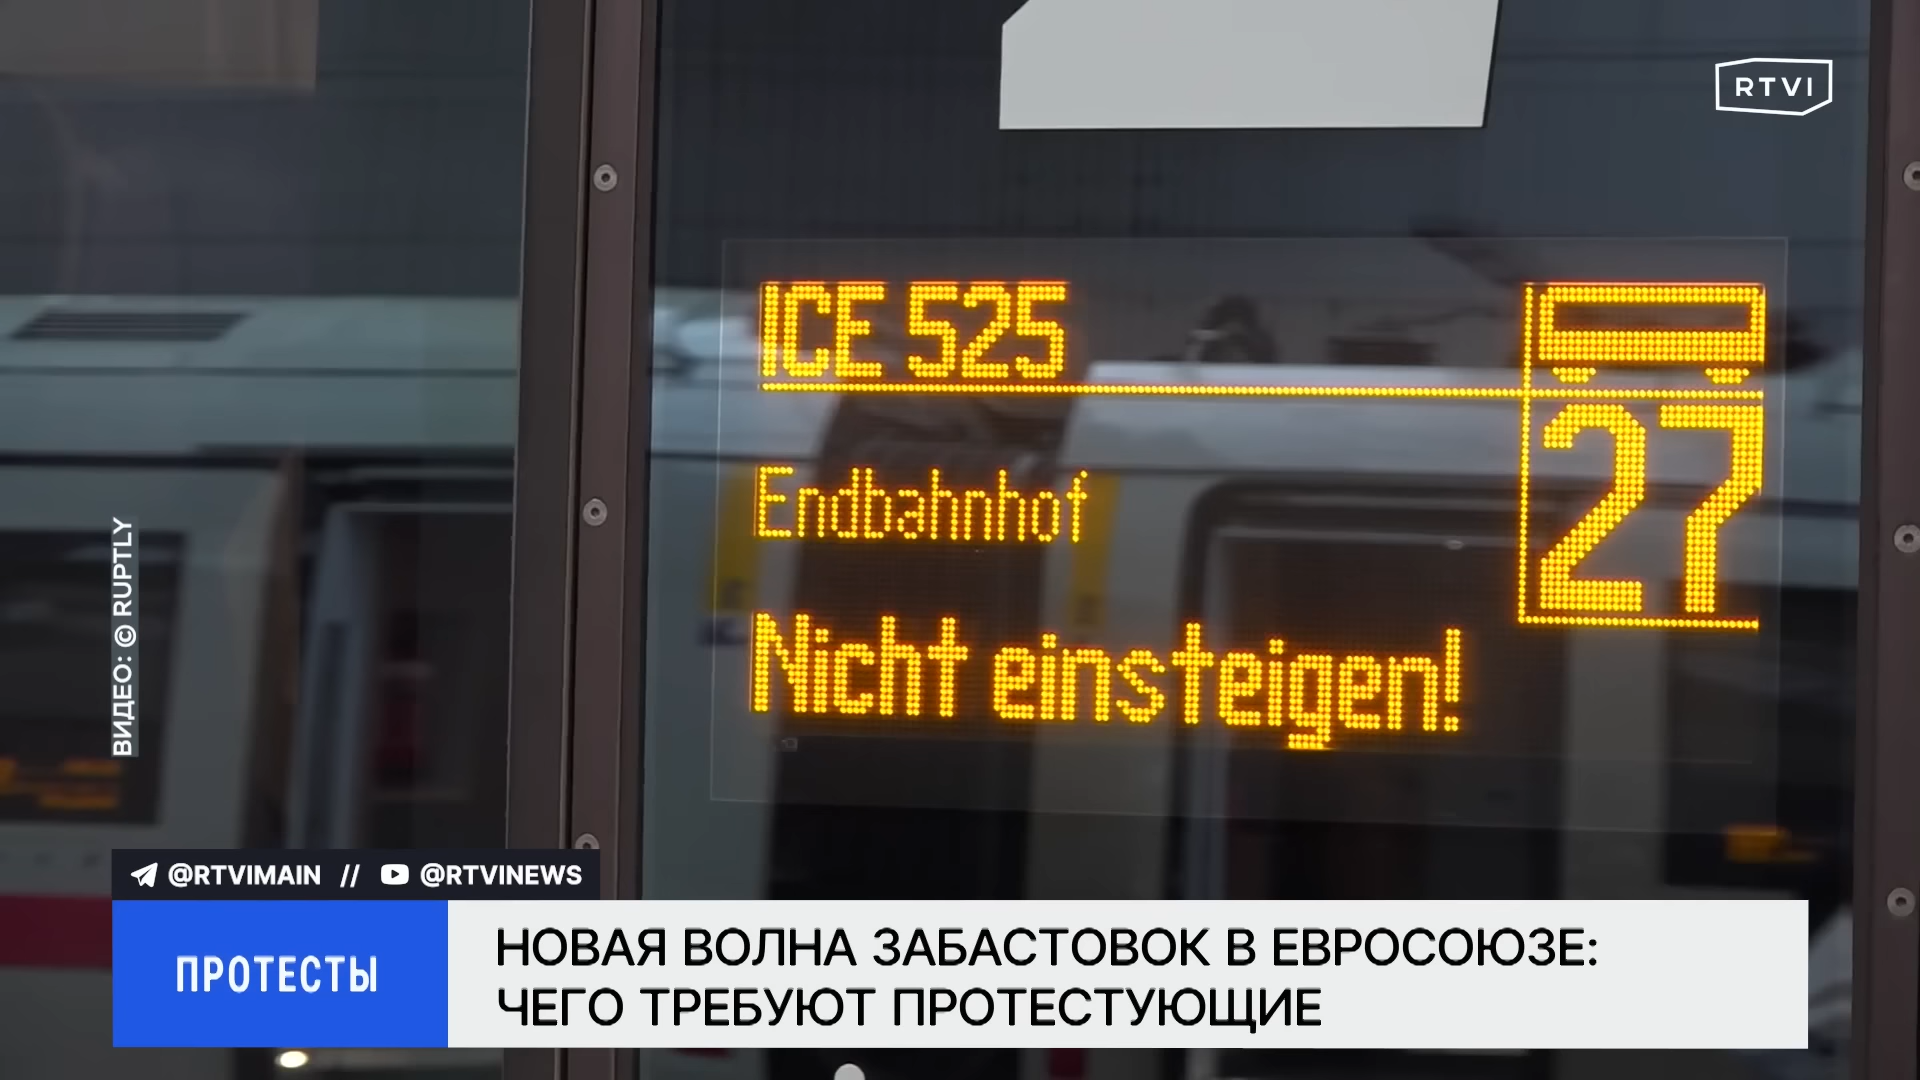 RTVI
ICE 525
27
Endbahnhof
Nicht einsteigen!
ВИДЕО: © RUPTLY
@RTVIMAIN // @RTVINEWS
ПРОТЕСТЫ
НОВАЯ ВОЛНА ЗАБАСТОВОК В ЕВРОСОЮЗЕ:
ЧЕГО ТРЕБУЮТ ПРОТЕСТУЮЩИЕ